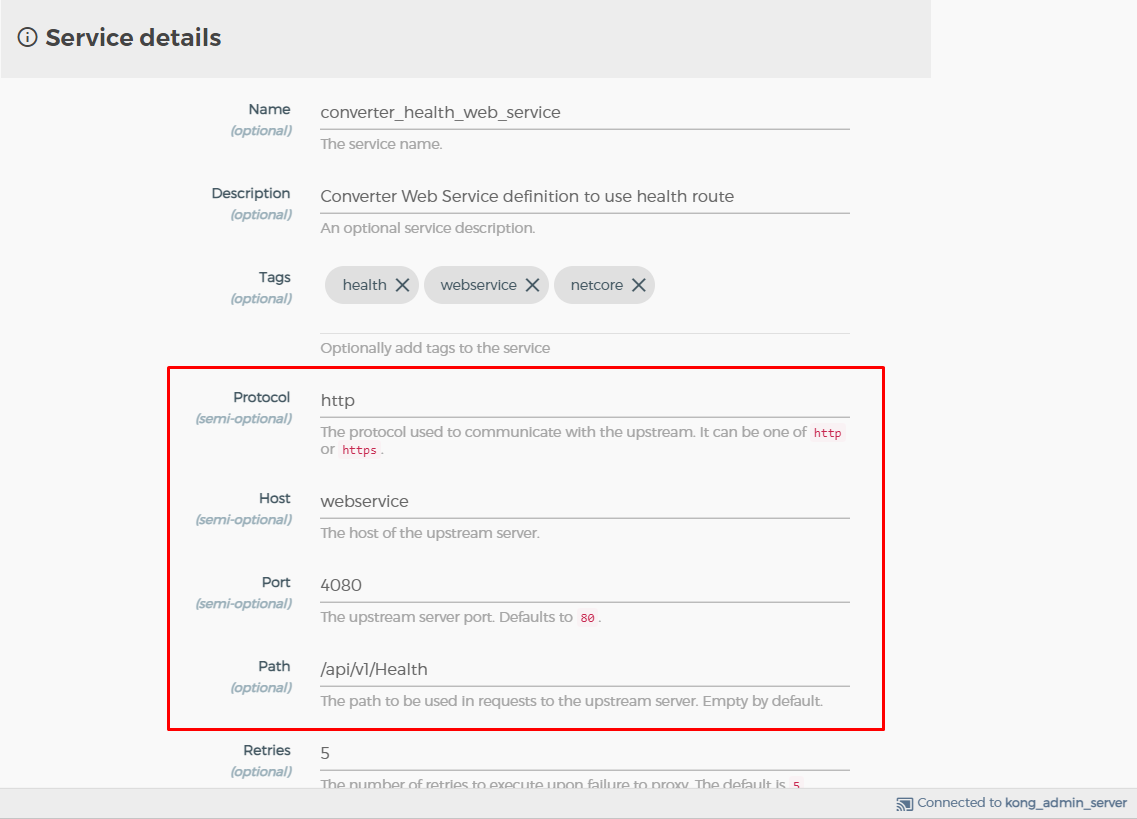 Service details
Name
(optional)
converter_health_web_service
The service name.
Description
(optional)
Converter Web Service definition to use health route
An optional service description.
Tags
(optional)
health webservice netcore
Optionally add tags to the service
Protocol
(semi-optional)
http
The protocol used to communicate with the upstream. It can be one of http
or https.
Host
(semi-optional)
webservice
The host of the upstream server.
Port
(semi-optional)
4080
The upstream server port. Defaults to 80.
Path
(optional)
/api/v1/Health
The path to be used in requests to the upstream server. Empty by default.
Retries
(optional)
5
The number of retries to execute upon failure to proxy. The default is 5
Connected to kong_admin_server